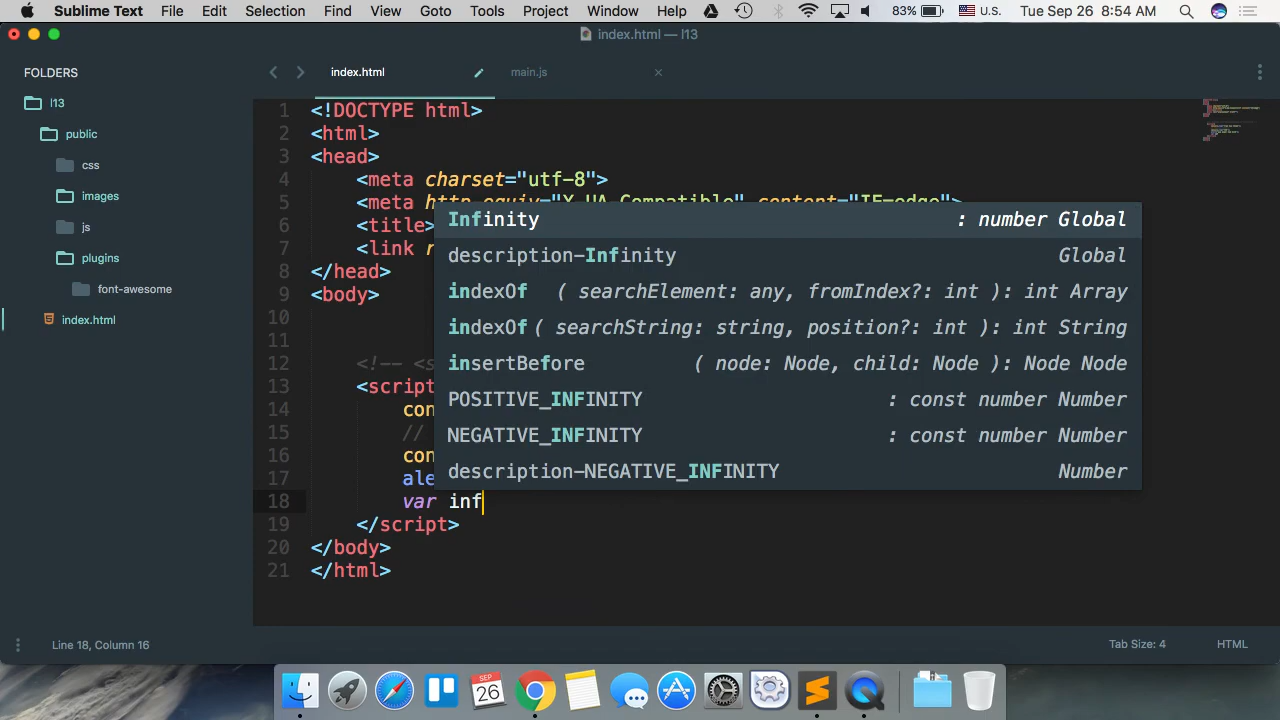 Sublime Text File Edit Selection Find View Goto Tools Project Window Help 83% U.S. Tue Sep 26 8:54 AM
index.html — l13
FOLDERS
l13
public
css
images
js
plugins
font-awesome
index.html
index.html main.js
1 <!DOCTYPE html>
2 <html>
3 <head>
4 <meta charset="utf-8">
5 <meta http-equiv="X-UA-Compatible" content="IE=edge">
6 <title>
7 <link r
8 </head>
9 <body>
10
11
12 <!-- <s
13 <script
14 con
15 //
16 con
17 ale
18 var inf
19 </script>
20 </body>
21 </html>
Infinity : number Global
description-Infinity Global
indexOf ( searchElement: any, fromIndex?: int ): int Array
indexOf ( searchString: string, position?: int ): int String
insertBefore ( node: Node, child: Node ): Node Node
POSITIVE_INFINITY : const number Number
NEGATIVE_INFINITY : const number Number
description-NEGATIVE_INFINITY Number
Line 18, Column 16 Tab Size: 4 HTML
SEP
26